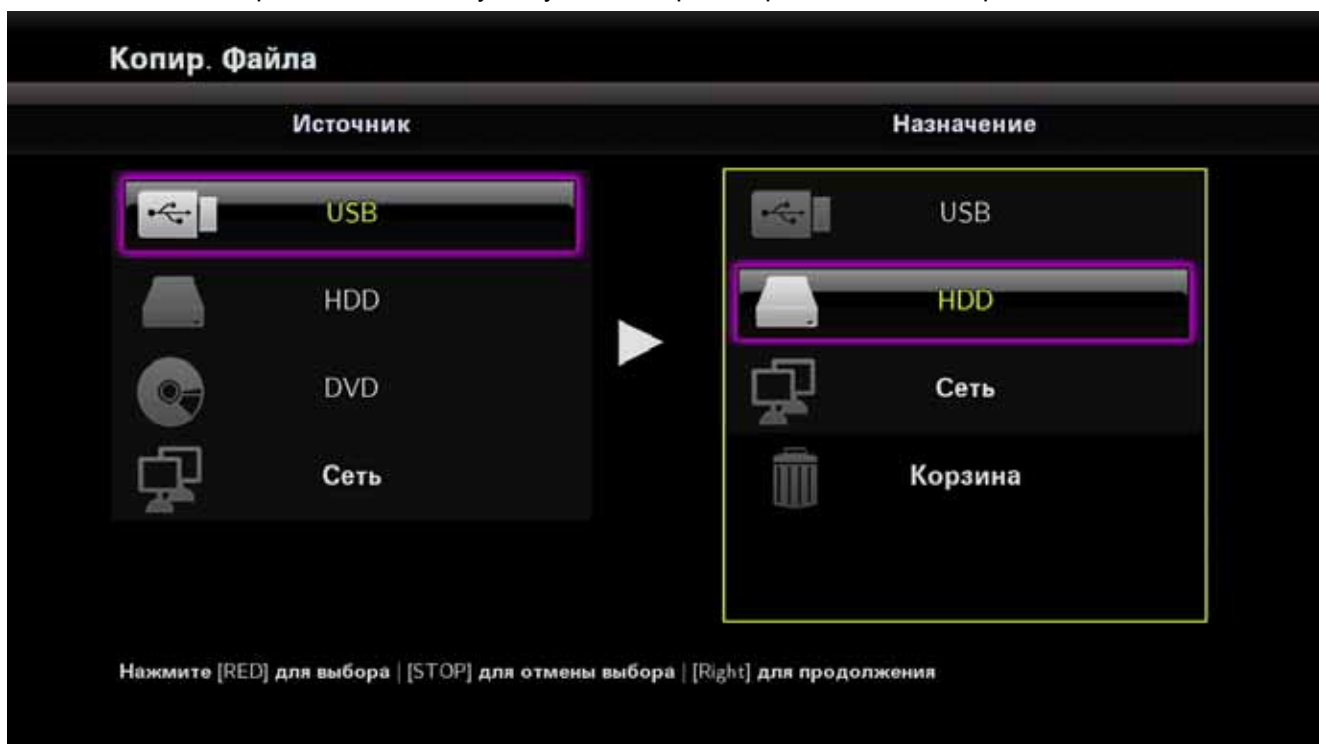 Копир. Файла
Источник
Назначение
USB
HDD
DVD
Сеть
USB
HDD
Сеть
Корзина
Нажмите [RED] для выбора | [STOP] для отмены выбора | [Right] для продолжения